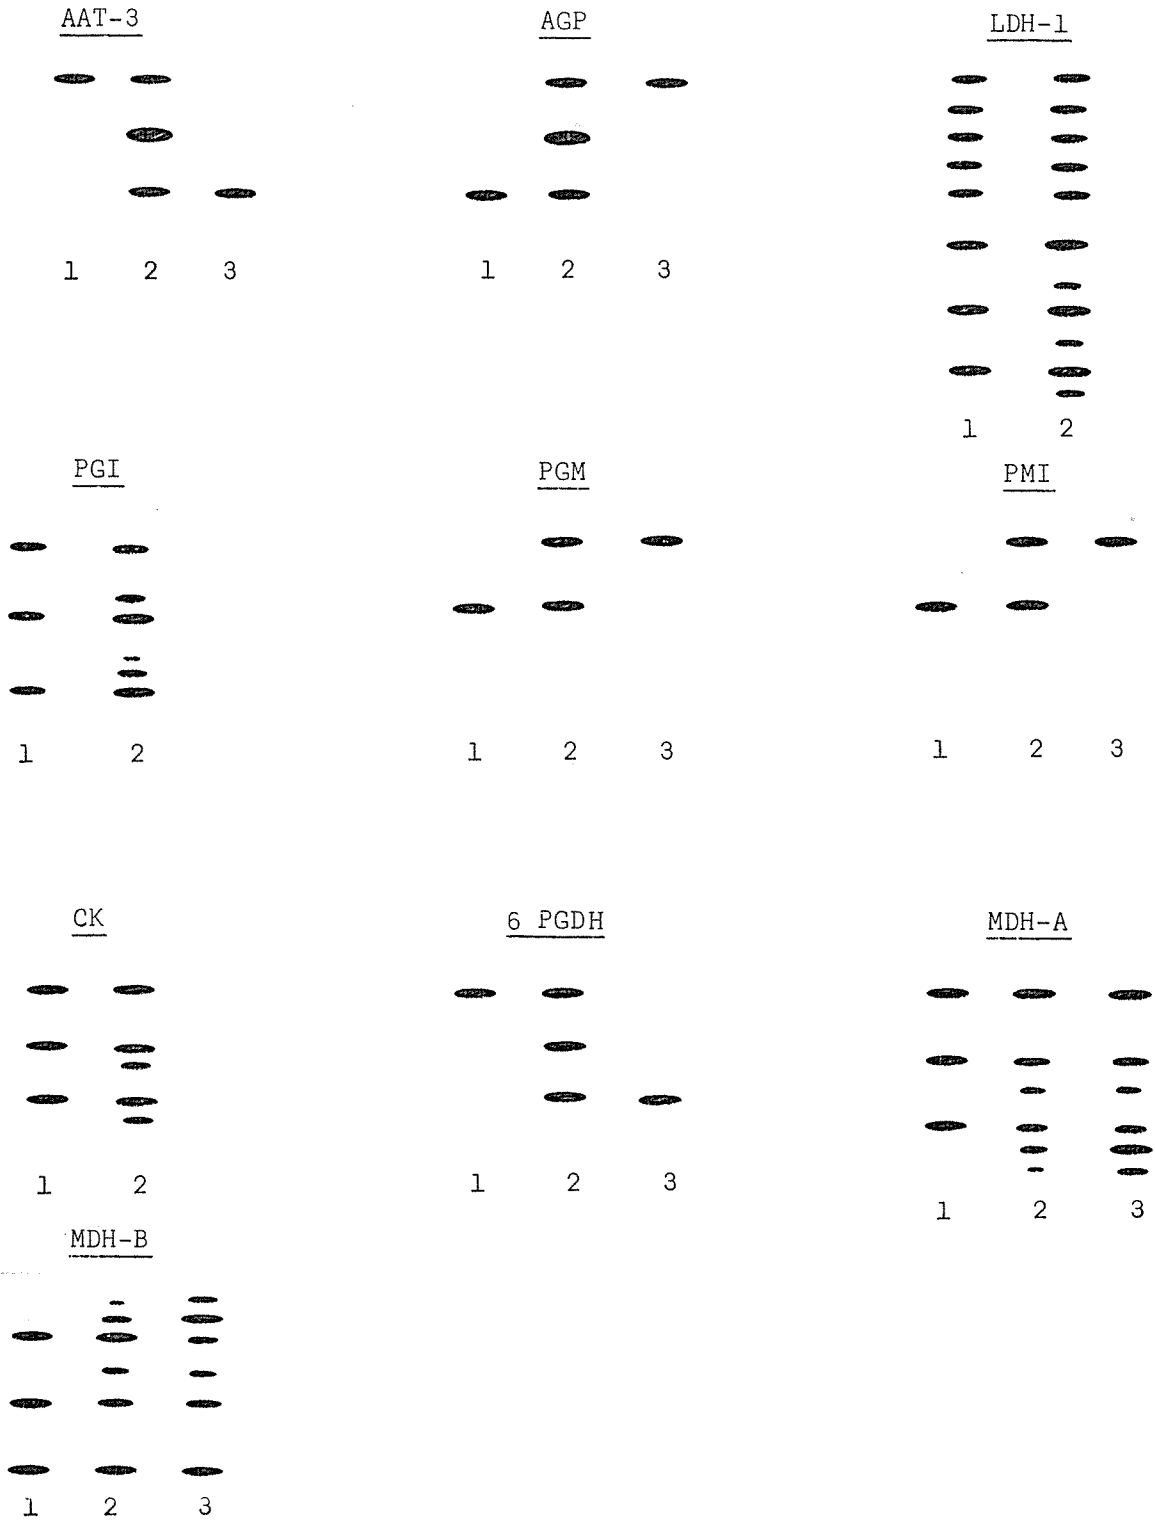 AAT-3 AGP LDH-1
1 2 3 1 2 3
1 2
PGI PGM PMI
1 2 1 2 3 1 2 3
CK 6 PGDH MDH-A
1 2 1 2 3 1 2 3
MDH-B
1 2 3